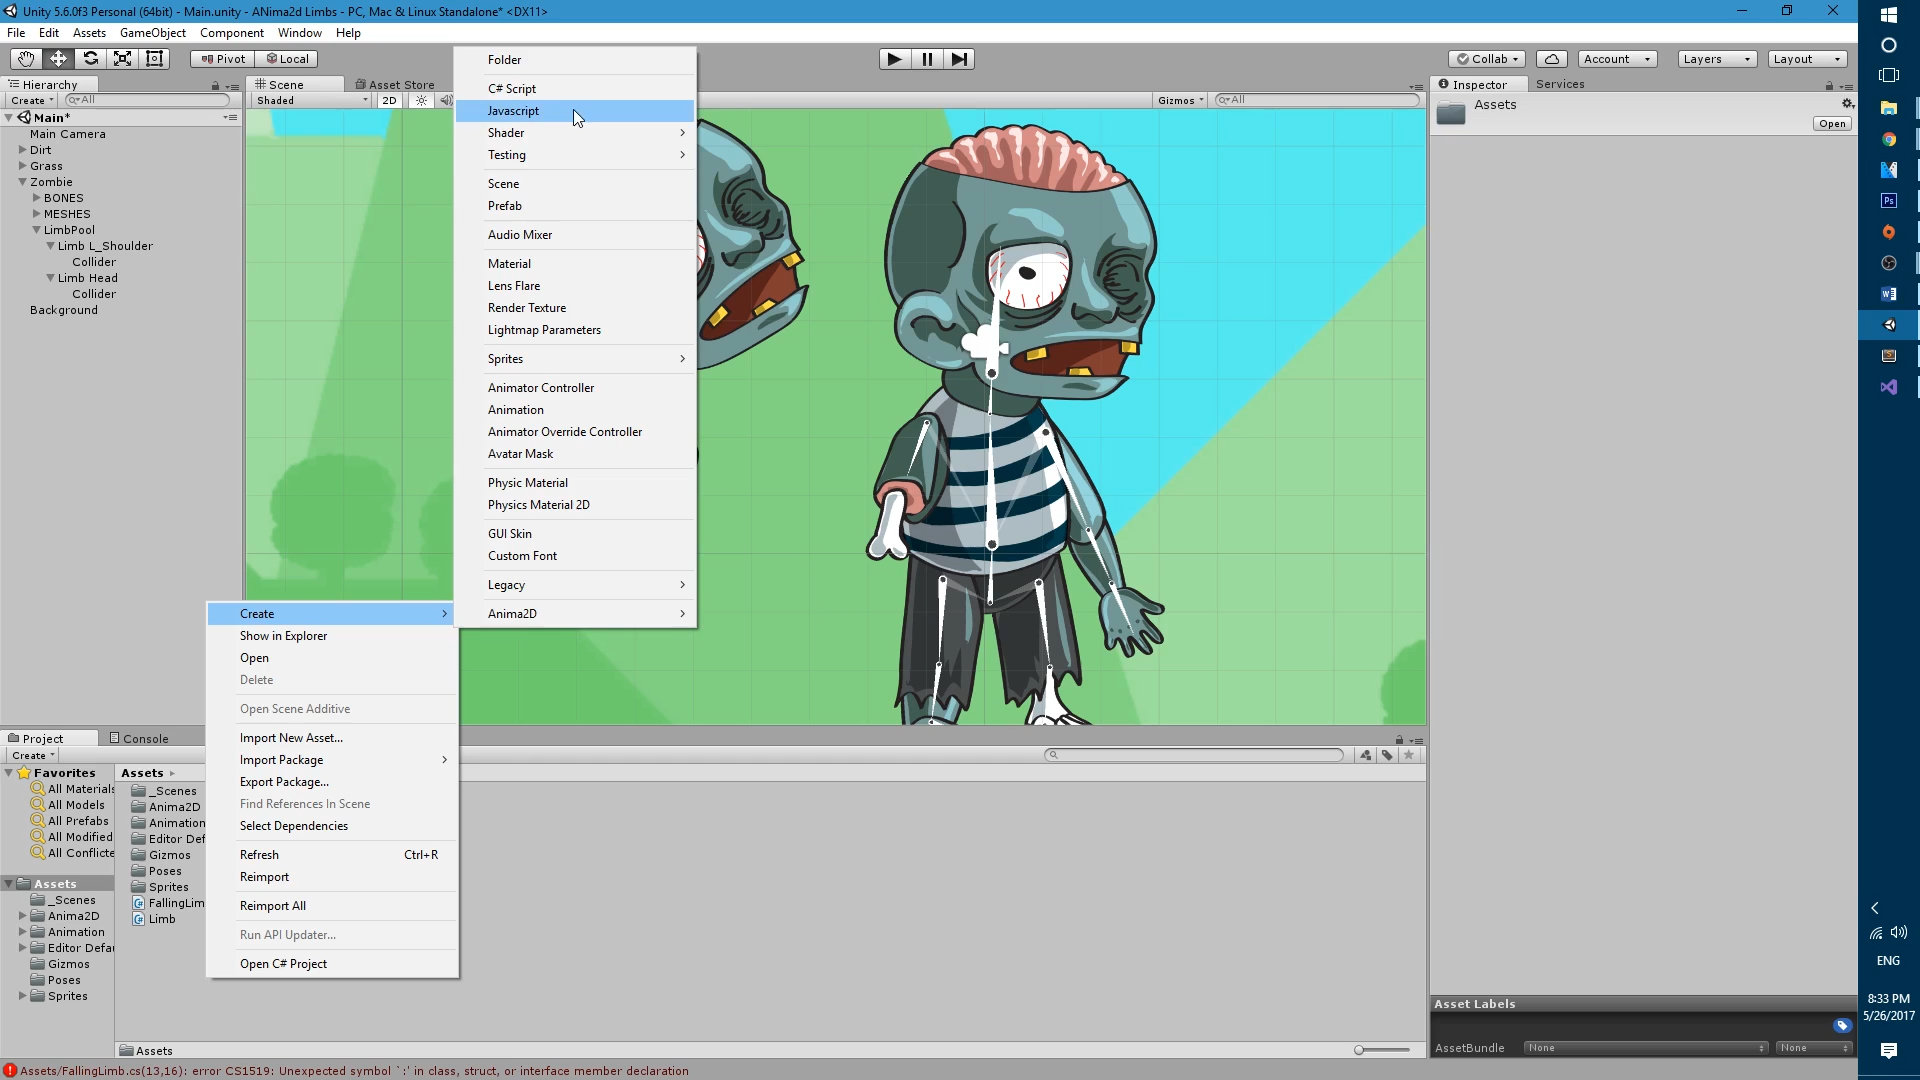 Unity 5.6.0f3 Personal (64bit) - Main.unity - ANima2d Limbs - PC, Mac & Linux Standalone* <DX11>
File Edit Assets GameObject Component Window Help
Pivot Local Collab Account Layers Layout
Hierarchy
Create All
Main*
Main Camera
Dirt
Grass
Zombie
BONES
MESHES
LimbPool
Limb L_Shoulder
Collider
Limb Head
Collider
Background
Scene Asset Store
Shaded 2D Gizmos All
Folder
C# Script
Javascript
Shader
Testing
Scene
Prefab
Audio Mixer
Material
Lens Flare
Render Texture
Lightmap Parameters
Sprites
Animator Controller
Animation
Animator Override Controller
Avatar Mask
Physic Material
Physics Material 2D
GUI Skin
Custom Font
Legacy
Anima2D
Create
Show in Explorer
Open
Delete
Open Scene Additive
Import New Asset...
Import Package
Export Package...
Find References In Scene
Select Dependencies
Refresh Ctrl+R
Reimport
Reimport All
Run API Updater...
Open C# Project
Inspector Services
Assets
Open
Project Console
Create
Favorites
All Materials
All Models
All Prefabs
All Modified
All Conflicte
Assets
_Scenes
Anima2D
Animation
Editor Defau
Gizmos
Poses
Sprites
Assets
_Scenes
Anima2D
Animation
Editor Def
Gizmos
Poses
Sprites
FallingLim
Limb
Assets
Asset Labels
AssetBundle None None
Assets/FallingLimb.cs(13,16): error CS1519: Unexpected symbol `:' in class, struct, or interface member declaration
Ps
ENG
8:33 PM
5/26/2017